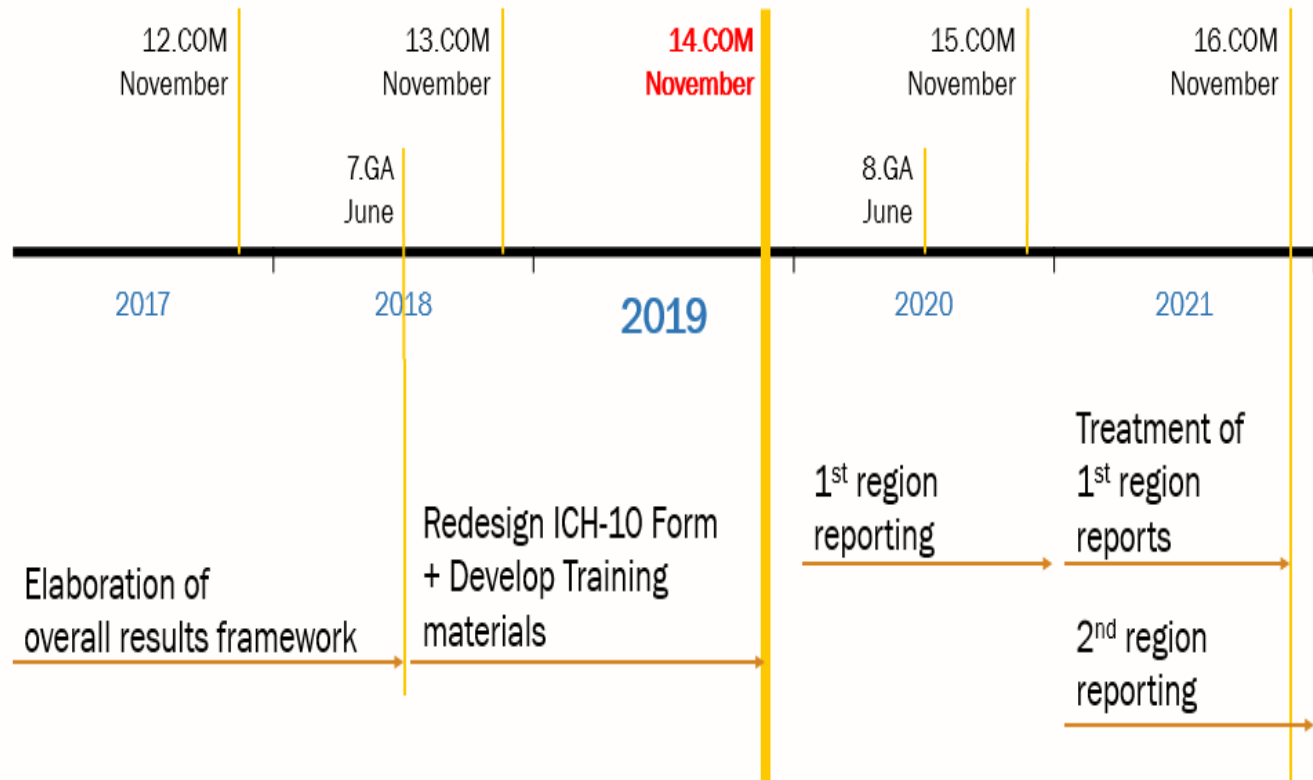 12.COM
November
13.COM
November
14.COM
November
15.COM
November
16.COM
November
7.GA
June
8.GA
June
2017
2018
2019
2020
2021
Elaboration of
overall results framework
Redesign ICH-10 Form
+ Develop Training
materials
1st region
reporting
Treatment of
1st region
reports
2nd region
reporting